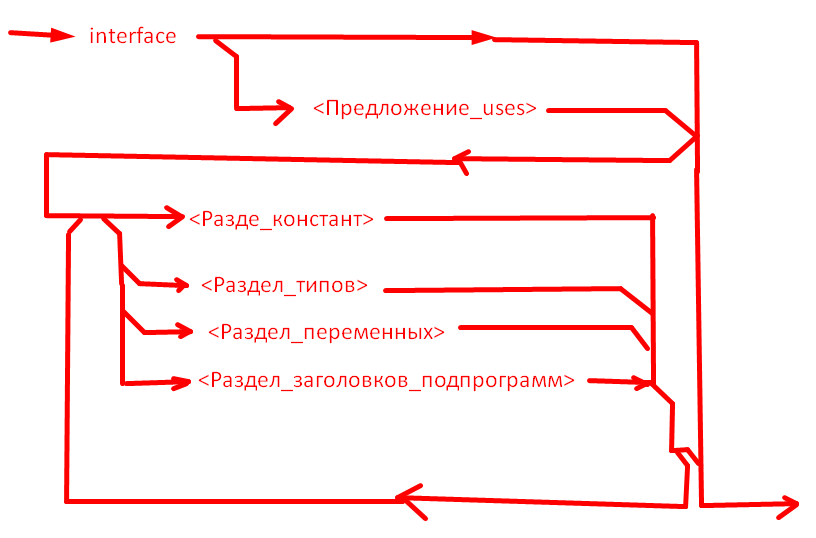 interface
<Предложение_uses>
<Разде_констант>
<Раздел_типов>
<Раздел_переменных>
<Раздел_заголовков_подпрограмм>